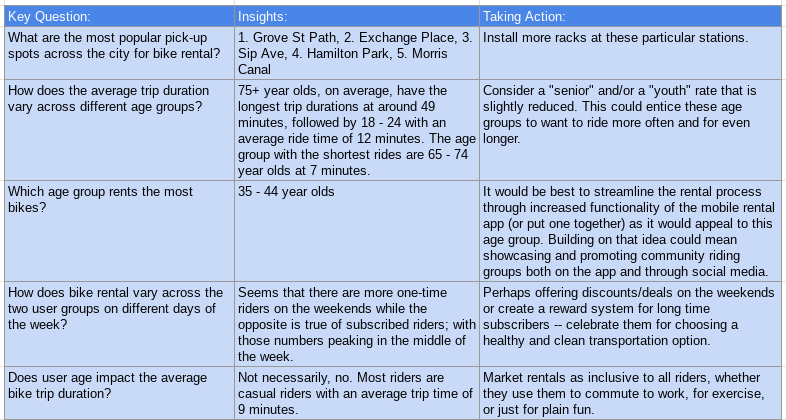 Key Question:
Insights:
Taking Action:
What are the most popular pick-up
spots across the city for bike rental?
1. Grove St Path, 2. Exchange Place, 3.
Sip Ave, 4. Hamilton Park, 5. Morris
Canal
Install more racks at these particular stations.
How does the average trip duration
vary across different age groups?
75+ year olds, on average, have the
longest trip durations at around 49
minutes, followed by 18 - 24 with an
average ride time of 12 minutes. The age
group with the shortest rides are 65 - 74
year olds at 7 minutes.
Consider a "senior" and/or a "youth" rate that is
slightly reduced. This could entice these age
groups to want to ride more often and for even
longer.
Which age group rents the most
bikes?
35 - 44 year olds
It would be best to streamline the rental process
through increased functionality of the mobile rental
app (or put one together) as it would appeal to this
age group. Building on that idea could mean
showcasing and promoting community riding
groups both on the app and through social media.
How does bike rental vary across the
two user groups on different days of
the week?
Seems that there are more one-time
riders on the weekends while the
opposite is true of subscribed riders; with
those numbers peaking in the middle of
the week.
Perhaps offering discounts/deals on the weekends
or create a reward system for long time
subscribers -- celebrate them for choosing a
healthy and clean transportation option.
Does user age impact the average
bike trip duration?
Not necessarily, no. Most riders are
casual riders with an average trip time of
9 minutes.
Market rentals as inclusive to all riders, whether
they use them to commute to work, for exercise,
or just for plain fun.